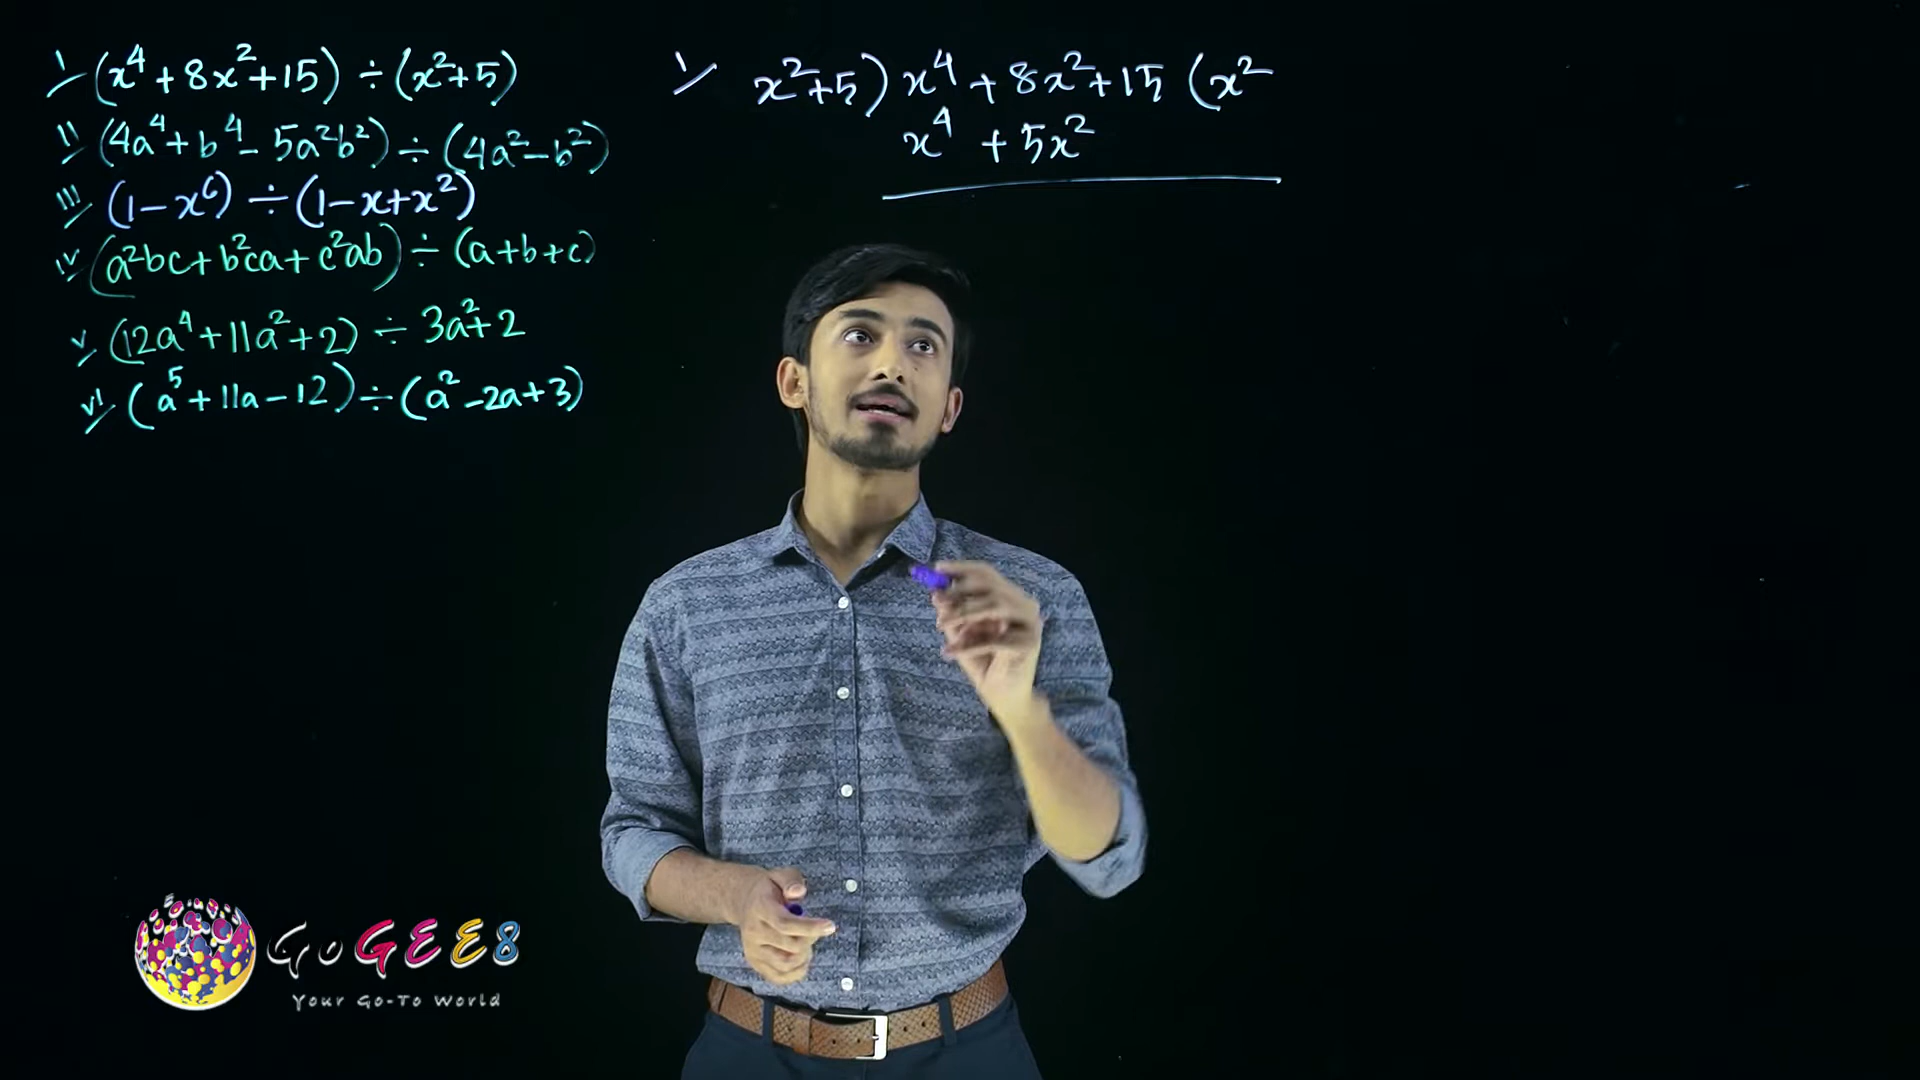 i/ (x⁴ + 8x² + 15) ÷ (x² + 5)
ii/ (4a⁴ + b⁴ - 5a²b²) ÷ (4a² - b²)
iii/ (1 - x⁶) ÷ (1 - x + x²)
iv/ (a²bc + b²ca + c²ab) ÷ (a + b + c)
v/ (12a⁴ + 11a² + 2) ÷ 3a² + 2
vi/ (a⁵ + 11a - 12) ÷ (a² - 2a + 3)
i/ x² + 5) x⁴ + 8x² + 15 (x²
x⁴ + 5x²
GoGEE8
Your Go-To World